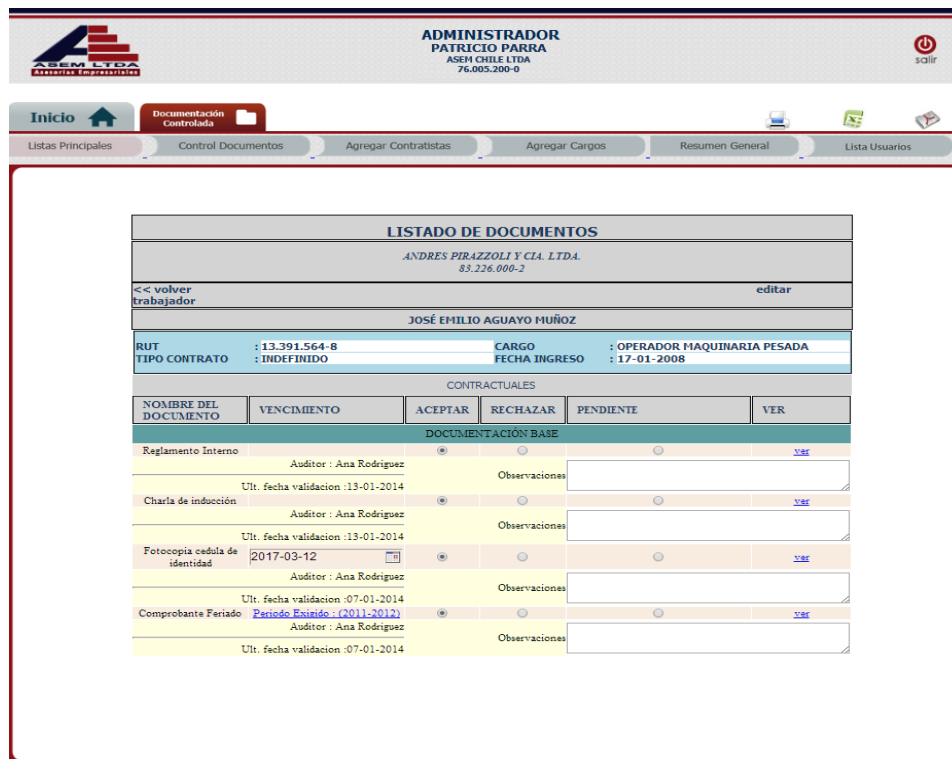 ASEM LTDA
Asesorías Empresariales
ADMINISTRADOR
PATRICIO PARRA
ASEM CHILE LTDA
76.005.200-0
salir
Inicio
Documentación
Controlada
Listas Principales
Control Documentos
Agregar Contratistas
Agregar Cargos
Resumen General
Lista Usuarios
LISTADO DE DOCUMENTOS
ANDRES PIRAZZOLI Y CIA. LTDA.
83.226.000-2
<< volver editar
trabajador
JOSÉ EMILIO AGUAYO MUÑOZ
RUT : 13.391.564-8 CARGO : OPERADOR MAQUINARIA PESADA
TIPO CONTRATO : INDEFINIDO FECHA INGRESO : 17-01-2008
CONTRACTUALES
NOMBRE DEL DOCUMENTO VENCIMIENTO ACEPTAR RECHAZAR PENDIENTE VER
DOCUMENTACIÓN BASE
Reglamento Interno ver
Auditor : Ana Rodriguez
Observaciones
Ult. fecha validacion :13-01-2014
Charla de inducción ver
Auditor : Ana Rodriguez
Observaciones
Ult. fecha validacion :13-01-2014
Fotocopia cedula de identidad 2017-03-12 ver
Auditor : Ana Rodriguez
Observaciones
Ult. fecha validacion :07-01-2014
Comprobante Feriado Periodo Exigido : (2011-2012) ver
Auditor : Ana Rodriguez
Observaciones
Ult. fecha validacion :07-01-2014